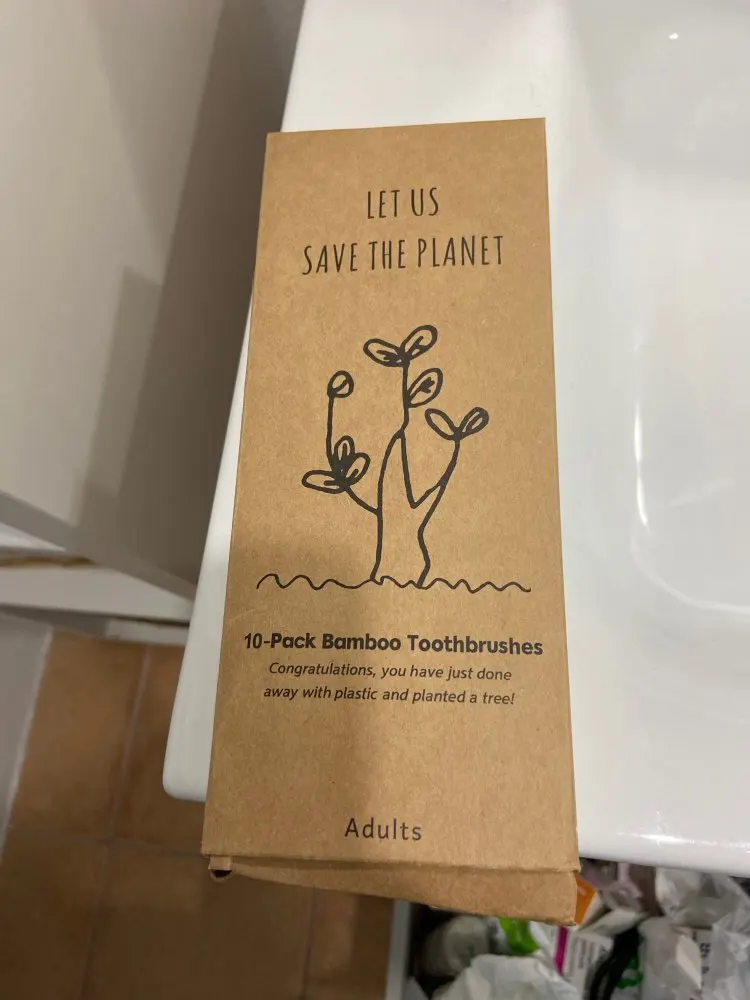 LET US
SAVE THE PLANET
10-Pack Bamboo Toothbrushes
Congratulations, you have just done
away with plastic and planted a tree!
Adults